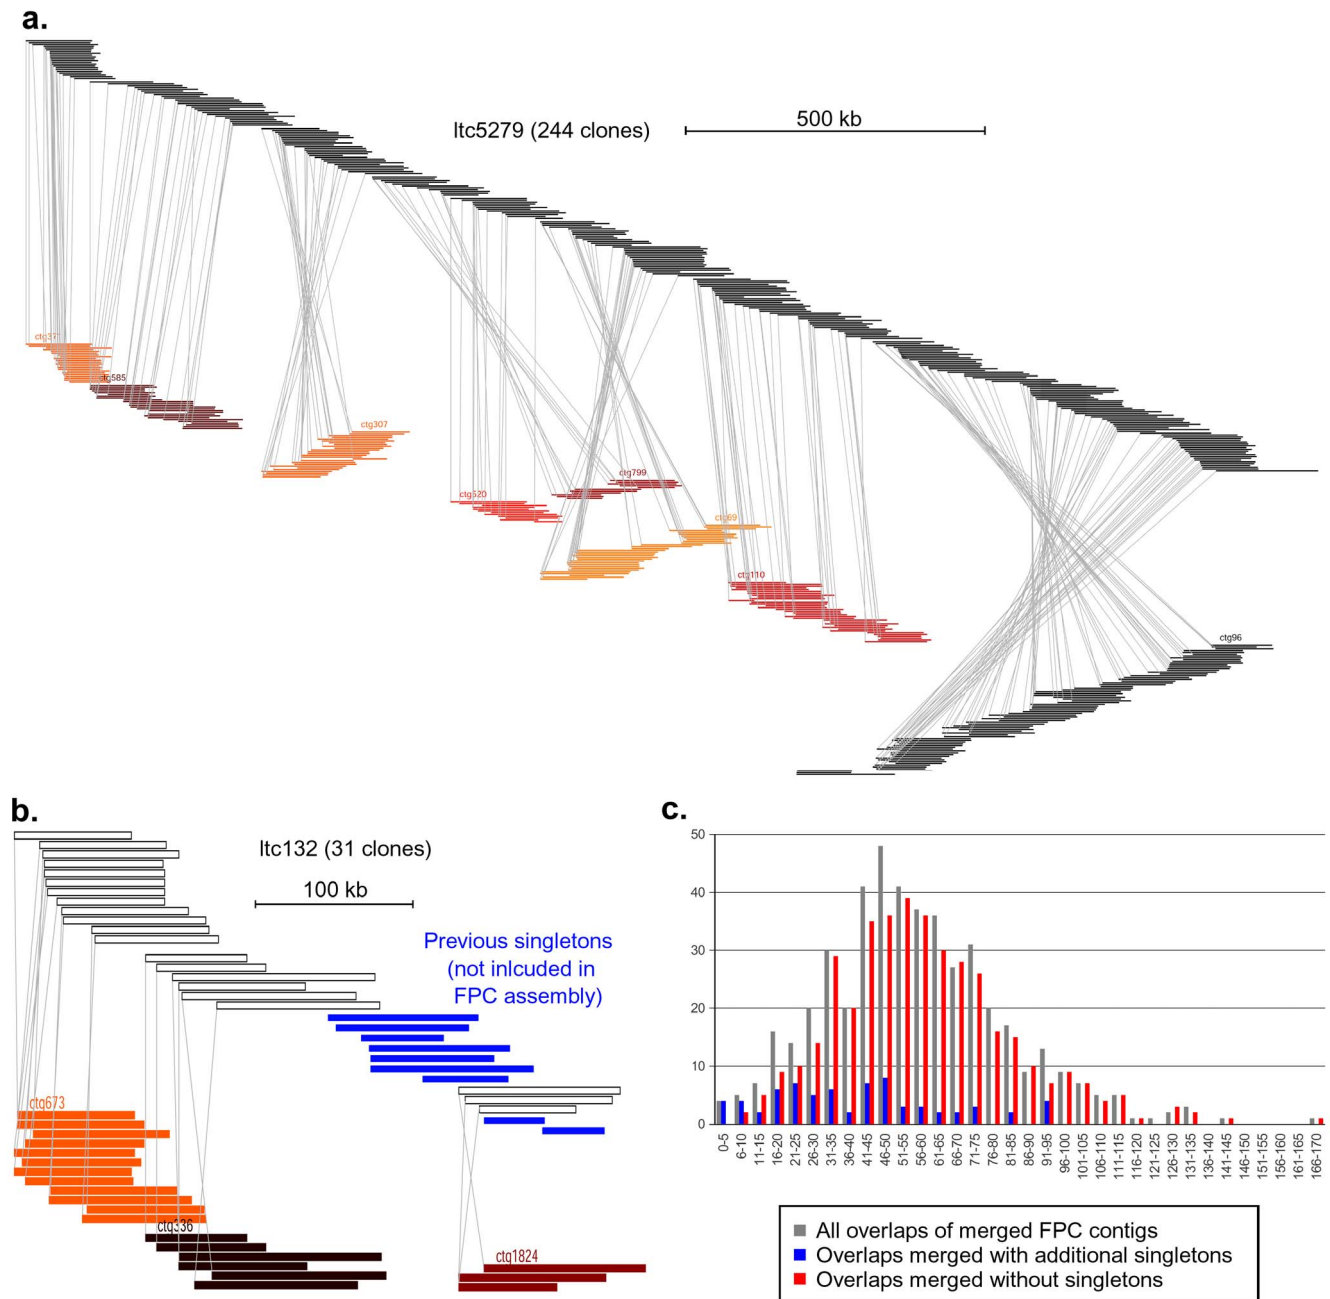 a.
ltc5279 (244 clones)
500 kb
ctg585
ctg307
ctg799
ctg520
ctg69
ctg110
ctg96
b.
ltc132 (31 clones)
100 kb
Previous singletons
(not inlcuded in
FPC assembly)
ctg673
ctg336
ctg1824
c.
50
40
30
20
10
0
0-5
6-10
11-15
16-20
21-25
26-30
31-35
36-40
41-45
46-50
51-55
56-60
61-65
66-70
71-75
76-80
81-85
86-90
91-95
96-100
101-105
106-110
111-115
116-120
121-125
126-130
131-135
136-140
141-145
146-150
151-155
156-160
161-165
166-170
All overlaps of merged FPC contigs
Overlaps merged with additional singletons
Overlaps merged without singletons